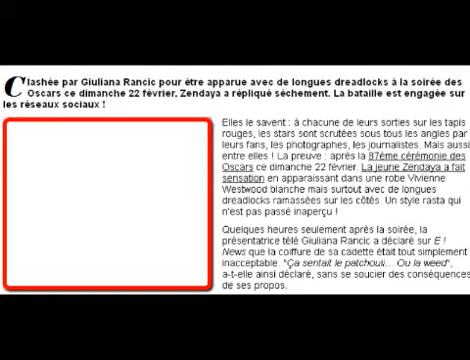 Clashée par Giuliana Rancic pour être apparue avec de longues dreadlocks à la soirée des
Oscars ce dimanche 22 février, Zendaya a répliqué sèchement. La bataille est engagée sur
les réseaux sociaux !
Elles le savent : à chacune de leurs sorties sur les tapis
rouges, les stars sont scrutées sous tous les angles par
leurs fans, les photographes, les journalistes. Mais aussi
entre elles ! La preuve : après la 87ème cérémonie des
Oscars ce dimanche 22 février. La jeune Zendaya a fait
sensation en apparaissant dans une robe Vivienne
Westwood blanche mais surtout avec de longues
dreadlocks ramassées sur les côtés. Un style rasta qui
n'est pas passé inaperçu !
Quelques heures seulement après la soirée, la
présentatrice télé Giuliana Rancic a déclaré sur E !
News que la coiffure de sa cadette était tout simplement
inacceptable. "Ça sentait le patchouli... Ou la weed",
a-t-elle ainsi déclaré, sans se soucier des conséquences
de ses propos.